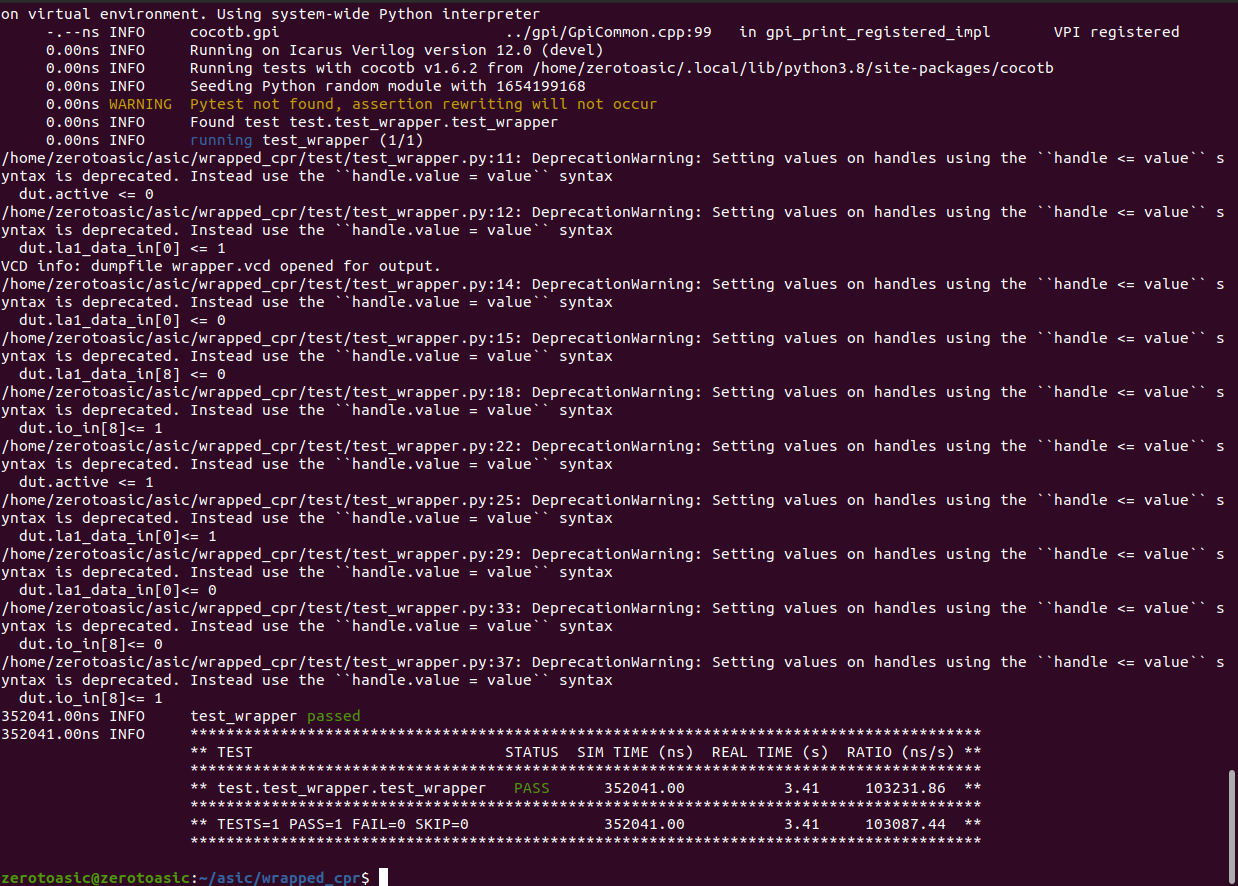 on virtual environment. Using system-wide Python interpreter
     -.--ns INFO     cocotb.gpi                         ../gpi/GpiCommon.cpp:99   in gpi_print_registered_impl       VPI registered
     0.00ns INFO     Running on Icarus Verilog version 12.0 (devel)
     0.00ns INFO     Running tests with cocotb v1.6.2 from /home/zerotoasic/.local/lib/python3.8/site-packages/cocotb
     0.00ns INFO     Seeding Python random module with 1654199168
     0.00ns WARNING  Pytest not found, assertion rewriting will not occur
     0.00ns INFO     Found test test.test_wrapper.test_wrapper
     0.00ns INFO     running test_wrapper (1/1)
/home/zerotoasic/asic/wrapped_cpr/test/test_wrapper.py:11: DeprecationWarning: Setting values on handles using the ``handle <= value`` s
yntax is deprecated. Instead use the ``handle.value = value`` syntax
  dut.active <= 0
/home/zerotoasic/asic/wrapped_cpr/test/test_wrapper.py:12: DeprecationWarning: Setting values on handles using the ``handle <= value`` s
yntax is deprecated. Instead use the ``handle.value = value`` syntax
  dut.la1_data_in[0] <= 1
VCD info: dumpfile wrapper.vcd opened for output.
/home/zerotoasic/asic/wrapped_cpr/test/test_wrapper.py:14: DeprecationWarning: Setting values on handles using the ``handle <= value`` s
yntax is deprecated. Instead use the ``handle.value = value`` syntax
  dut.la1_data_in[0] <= 0
/home/zerotoasic/asic/wrapped_cpr/test/test_wrapper.py:15: DeprecationWarning: Setting values on handles using the ``handle <= value`` s
yntax is deprecated. Instead use the ``handle.value = value`` syntax
  dut.la1_data_in[8] <= 0
/home/zerotoasic/asic/wrapped_cpr/test/test_wrapper.py:18: DeprecationWarning: Setting values on handles using the ``handle <= value`` s
yntax is deprecated. Instead use the ``handle.value = value`` syntax
  dut.io_in[8]<= 1
/home/zerotoasic/asic/wrapped_cpr/test/test_wrapper.py:22: DeprecationWarning: Setting values on handles using the ``handle <= value`` s
yntax is deprecated. Instead use the ``handle.value = value`` syntax
  dut.active <= 1
/home/zerotoasic/asic/wrapped_cpr/test/test_wrapper.py:25: DeprecationWarning: Setting values on handles using the ``handle <= value`` s
yntax is deprecated. Instead use the ``handle.value = value`` syntax
  dut.la1_data_in[0]<= 1
/home/zerotoasic/asic/wrapped_cpr/test/test_wrapper.py:29: DeprecationWarning: Setting values on handles using the ``handle <= value`` s
yntax is deprecated. Instead use the ``handle.value = value`` syntax
  dut.la1_data_in[0]<= 0
/home/zerotoasic/asic/wrapped_cpr/test/test_wrapper.py:33: DeprecationWarning: Setting values on handles using the ``handle <= value`` s
yntax is deprecated. Instead use the ``handle.value = value`` syntax
  dut.io_in[8]<= 0
/home/zerotoasic/asic/wrapped_cpr/test/test_wrapper.py:37: DeprecationWarning: Setting values on handles using the ``handle <= value`` s
yntax is deprecated. Instead use the ``handle.value = value`` syntax
  dut.io_in[8]<= 1
352041.00ns INFO     test_wrapper passed
352041.00ns INFO     ****************************************************************************************
                     ** TEST                            STATUS  SIM TIME (ns)  REAL TIME (s)  RATIO (ns/s) **
                     ****************************************************************************************
                     ** test.test_wrapper.test_wrapper   PASS      352041.00           3.41     103231.86  **
                     ****************************************************************************************
                     ** TESTS=1 PASS=1 FAIL=0 SKIP=0               352041.00           3.41     103087.44  **
                     ****************************************************************************************
zerotoasic@zerotoasic:~/asic/wrapped_cpr$